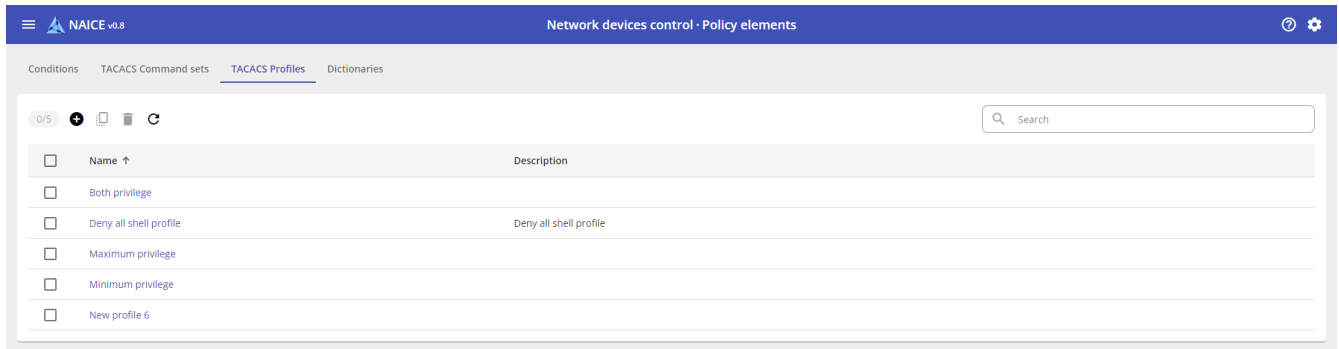 NAICE v0.8
Network devices control · Policy elements
Conditions TACACS Command sets TACACS Profiles Dictionaries
0/5
Search
Name ↑ Description
Both privilege
Deny all shell profile Deny all shell profile
Maximum privilege
Minimum privilege
New profile 6